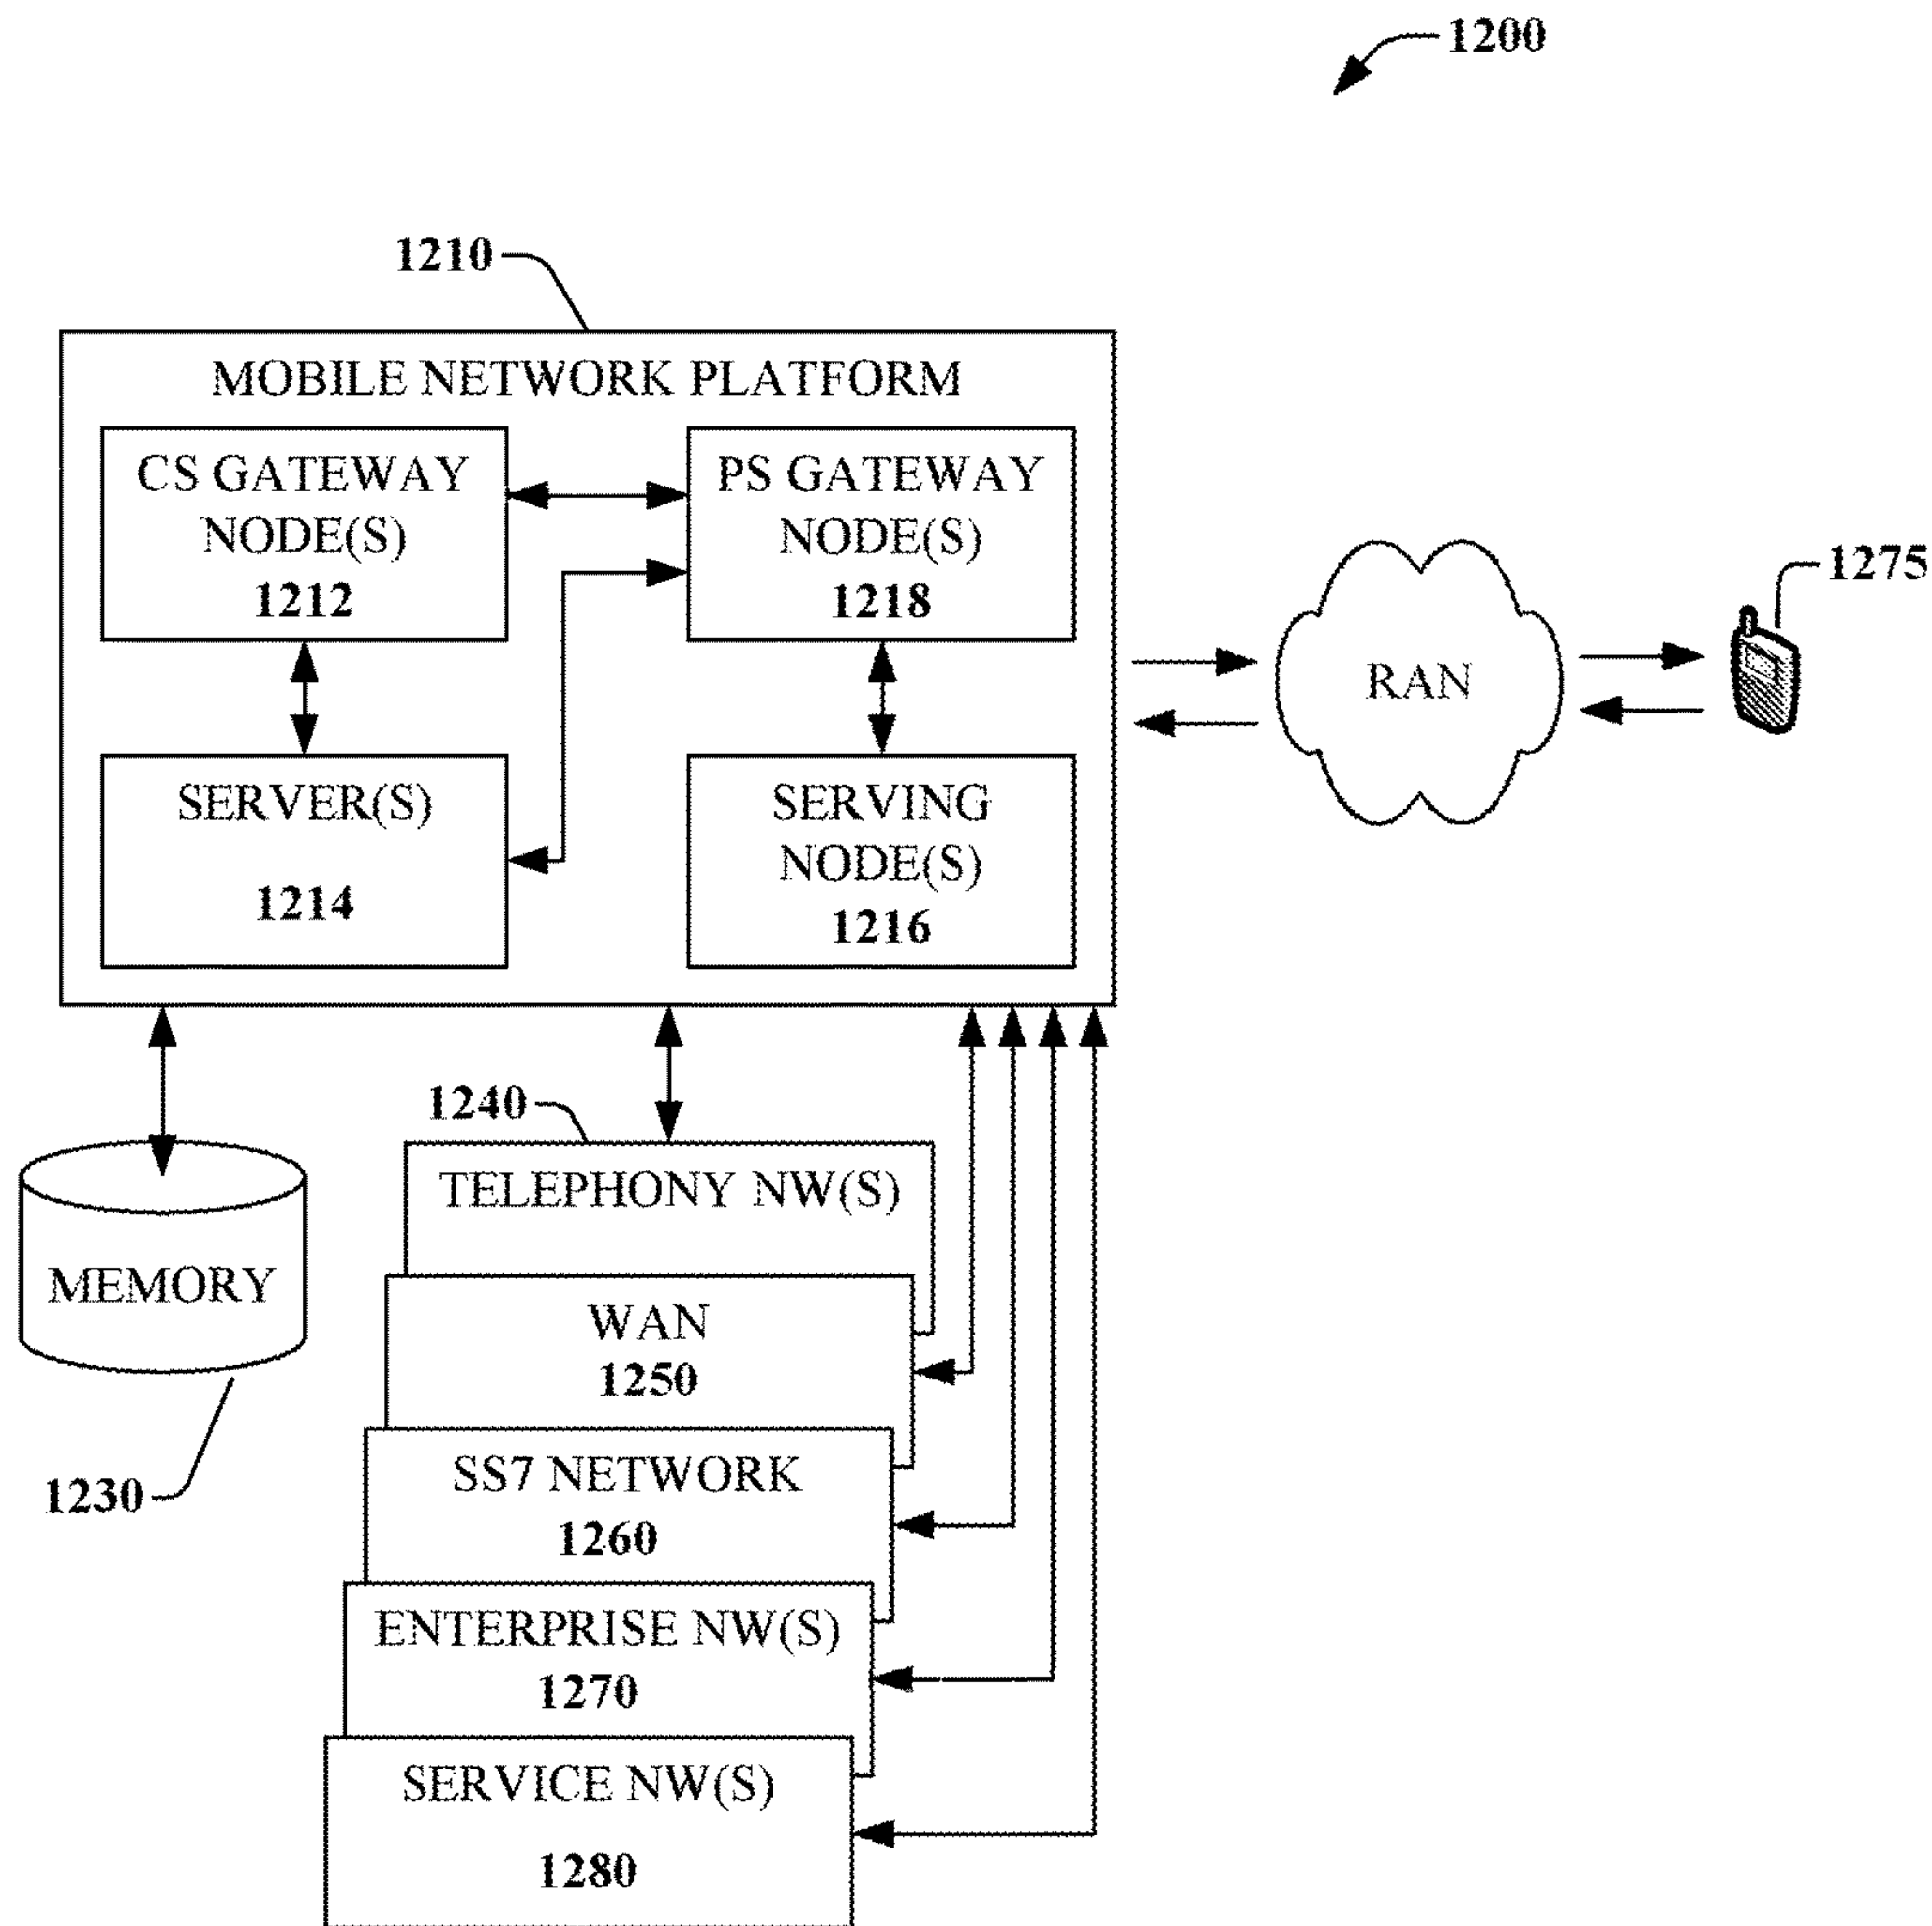 1200
1210
MOBILE NETWORK PLATFORM
CS GATEWAY
NODE(S)
1212
PS GATEWAY
NODE(S)
1218
SERVER(S)
1214
SERVING
NODE(S)
1216
RAN
1275
1240
TELEPHONY NW(S)
MEMORY
1230
WAN
1250
SS7 NETWORK
1260
ENTERPRISE NW(S)
1270
SERVICE NW(S)
1280